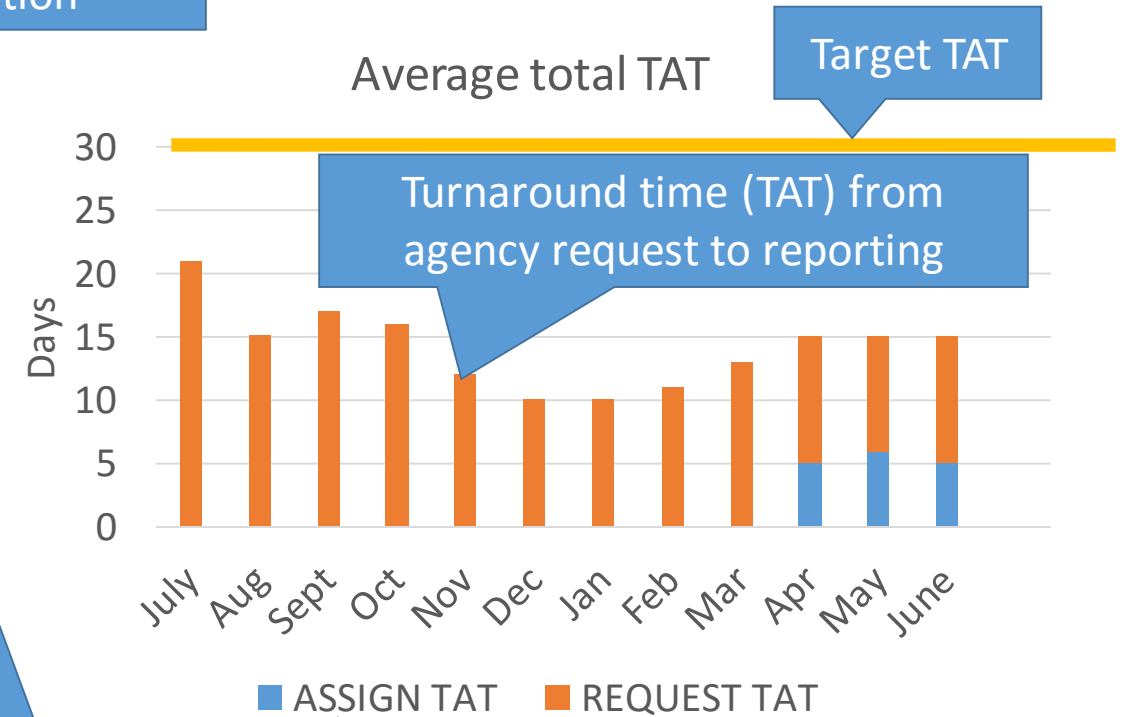 Average total TAT
Target TAT
30
Turnaround time (TAT) from
agency request to reporting
25
20
15
10
5
0
Days
July
Aug
Sept
Oct
Nov
Dec
Jan
Feb
Mar
Apr
May
June
ASSIGN TAT
REQUEST TAT